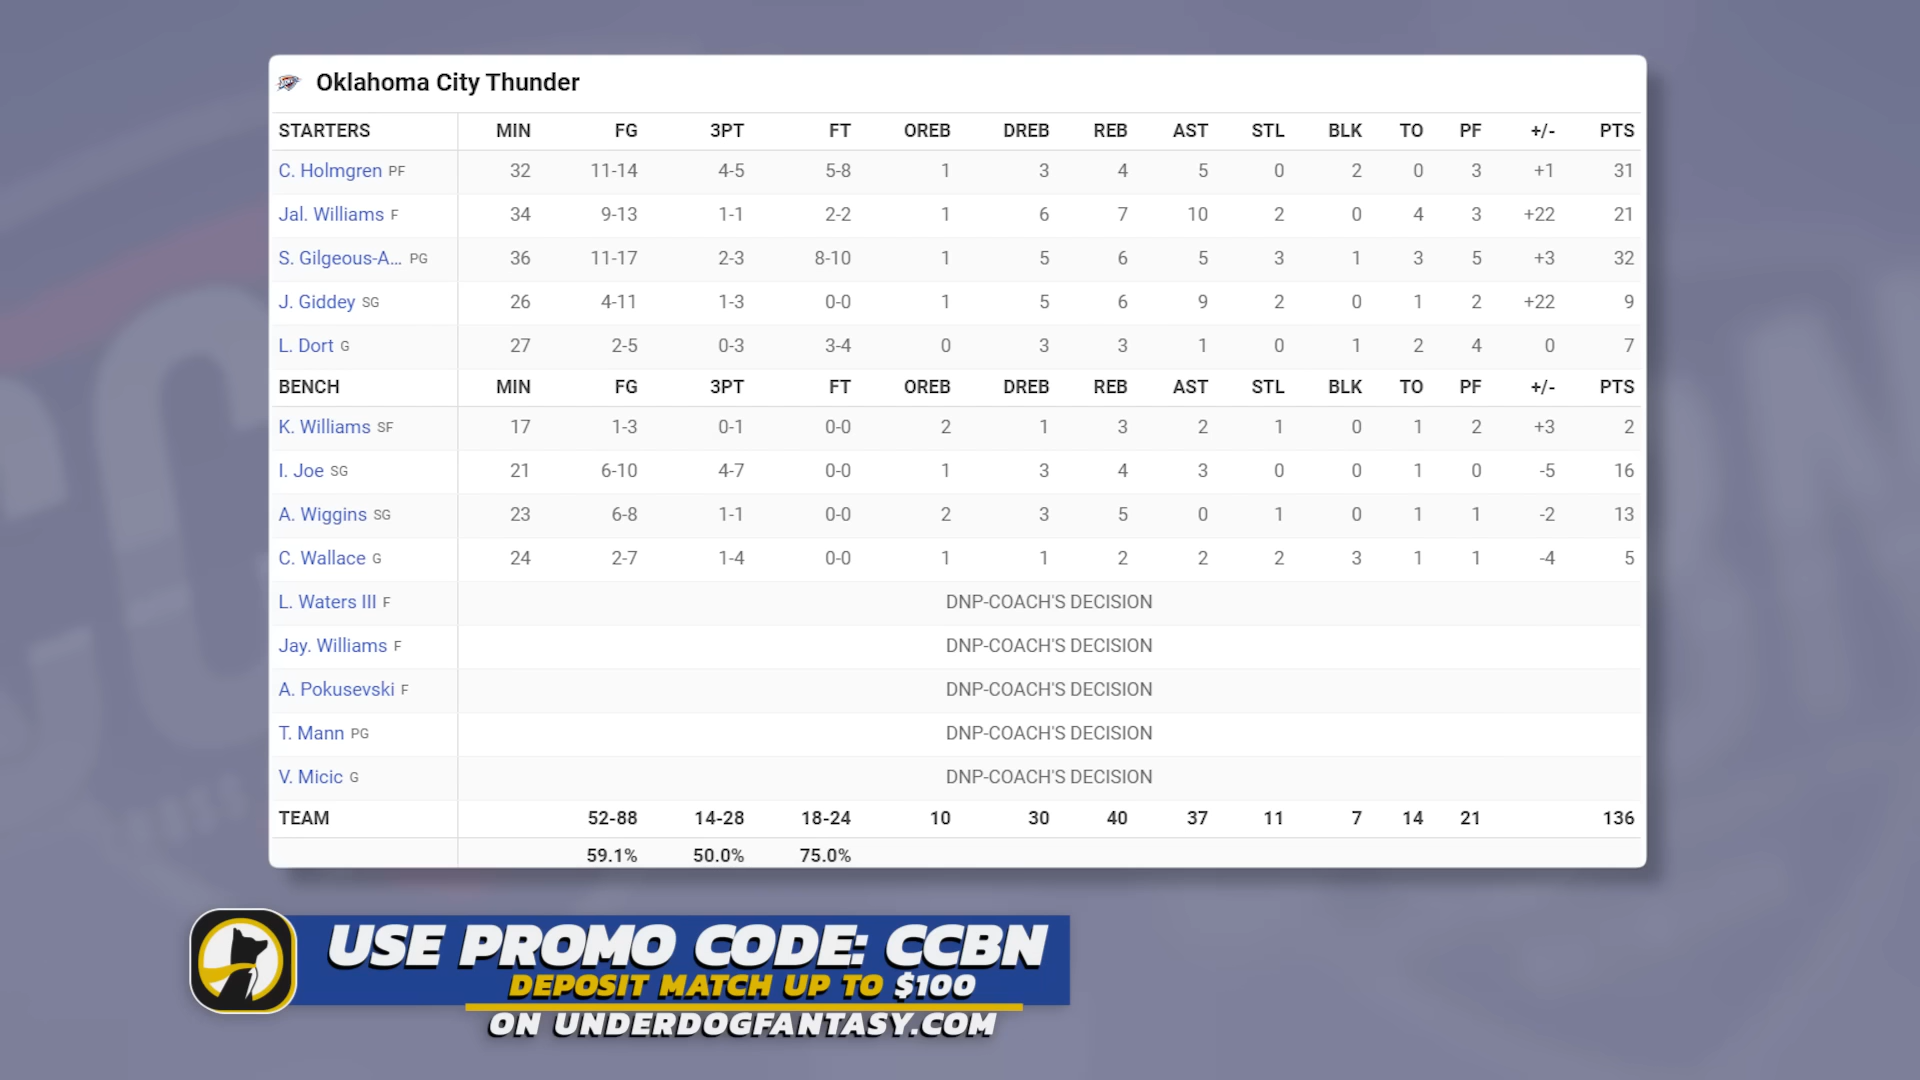 Oklahoma City Thunder
STARTERS MIN FG 3PT FT OREB DREB REB AST STL BLK TO PF +/- PTS
C. Holmgren PF 32 11-14 4-5 5-8 1 3 4 5 0 2 0 3 +1 31
Jal. Williams F 34 9-13 1-1 2-2 1 6 7 10 2 0 4 3 +22 21
S. Gilgeous-A... PG 36 11-17 2-3 8-10 1 5 6 5 3 1 3 5 +3 32
J. Giddey SG 26 4-11 1-3 0-0 1 5 6 9 2 0 1 2 +22 9
L. Dort G 27 2-5 0-3 3-4 0 3 3 1 0 1 2 4 0 7
BENCH MIN FG 3PT FT OREB DREB REB AST STL BLK TO PF +/- PTS
K. Williams SF 17 1-3 0-1 0-0 2 1 3 2 1 0 1 2 +3 2
I. Joe SG 21 6-10 4-7 0-0 1 3 4 3 0 0 1 0 -5 16
A. Wiggins SG 23 6-8 1-1 0-0 2 3 5 0 1 0 1 1 -2 13
C. Wallace G 24 2-7 1-4 0-0 1 1 2 2 2 3 1 1 -4 5
L. Waters III F DNP-COACH'S DECISION
Jay. Williams F DNP-COACH'S DECISION
A. Pokusevski F DNP-COACH'S DECISION
T. Mann PG DNP-COACH'S DECISION
V. Micic G DNP-COACH'S DECISION
TEAM 52-88 14-28 18-24 10 30 40 37 11 7 14 21 136
59.1% 50.0% 75.0%
USE PROMO CODE: CCBN
DEPOSIT MATCH UP TO $100
ON UNDERDOGFANTASY.COM